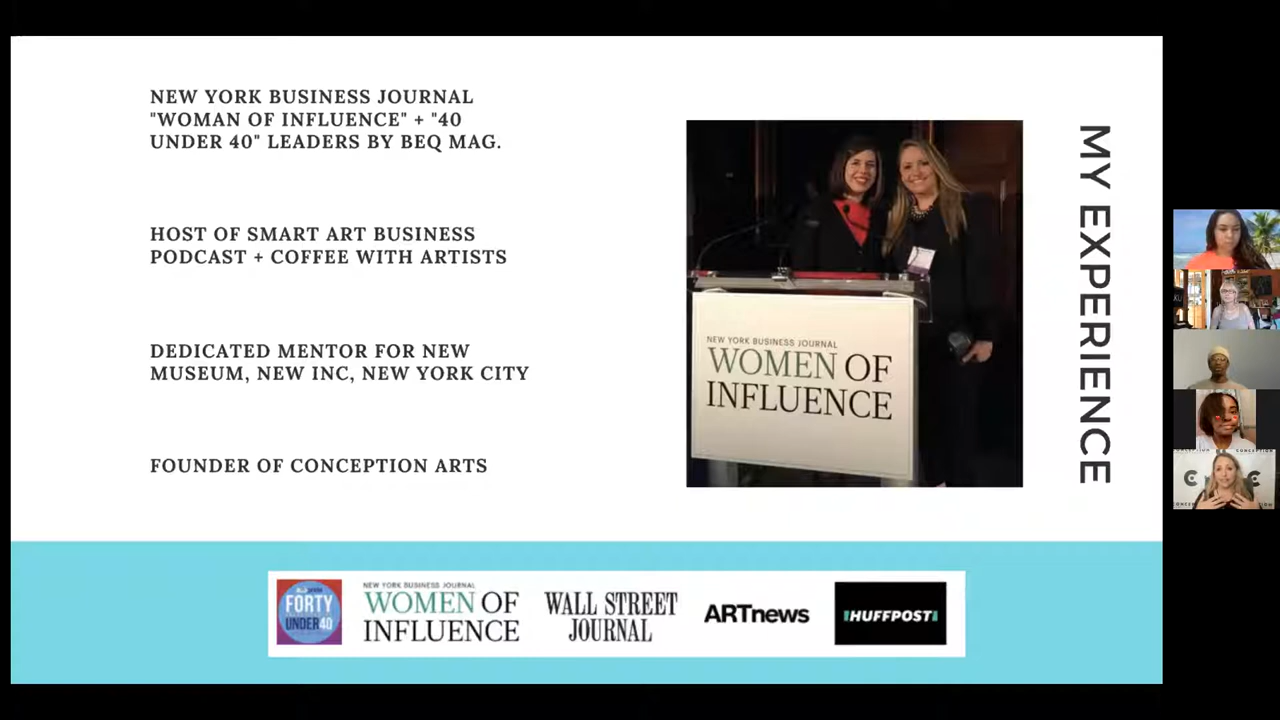 NEW YORK BUSINESS JOURNAL
"WOMAN OF INFLUENCE" + "40
UNDER 40" LEADERS BY BEQ MAG.
HOST OF SMART ART BUSINESS
PODCAST + COFFEE WITH ARTISTS
DEDICATED MENTOR FOR NEW
MUSEUM, NEW INC, NEW YORK CITY
FOUNDER OF CONCEPTION ARTS
NEW YORK BUSINESS JOURNAL
WOMEN OF
INFLUENCE
MY EXPERIENCE
FORTY
UNDER 40
NEW YORK BUSINESS JOURNAL
WOMEN OF
INFLUENCE
WALL STREET
JOURNAL
ARTnews
HUFFPOST